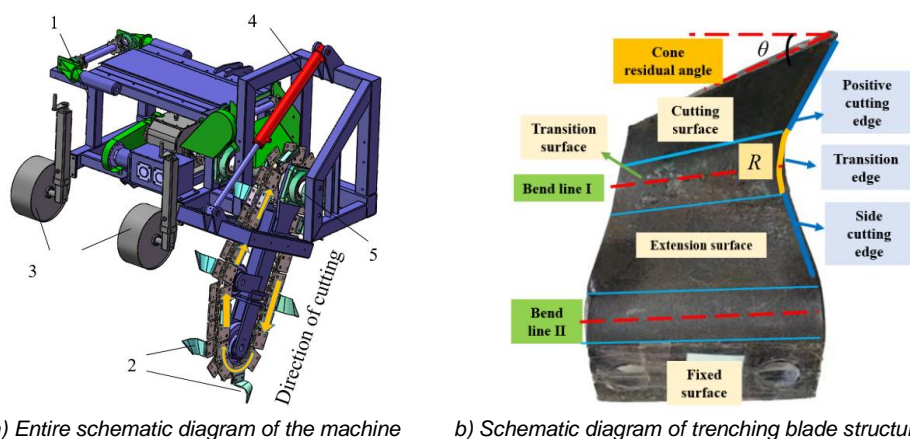 1
4
3
5
2
Direction of cutting
θ
Cone
residual angle
Positive
cutting
edge
Cutting
surface
Transition
surface
R
Transition
edge
Bend line I
Side
cutting
edge
Extension surface
Bend
line II
Fixed
surface
) Entire schematic diagram of the machine
b) Schematic diagram of trenching blade structur